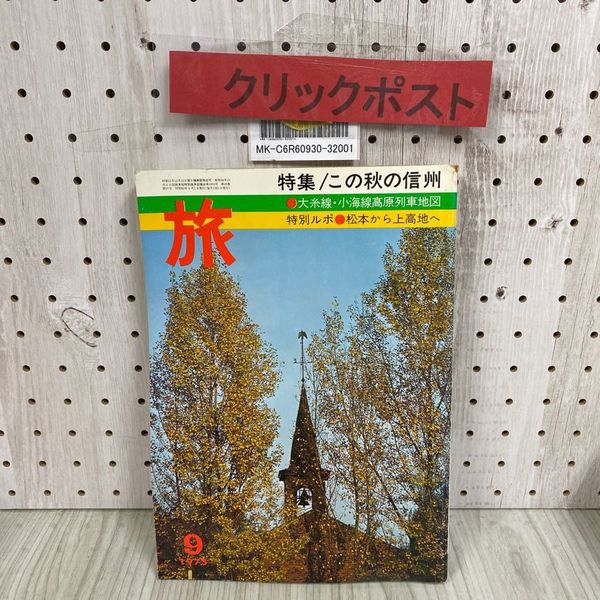 クリックポスト
MK-C6R60930-32001
特集/この秋の信州
●大糸線・小海線高原列車地図
特別ルポ●松本から上高地へ
旅
9